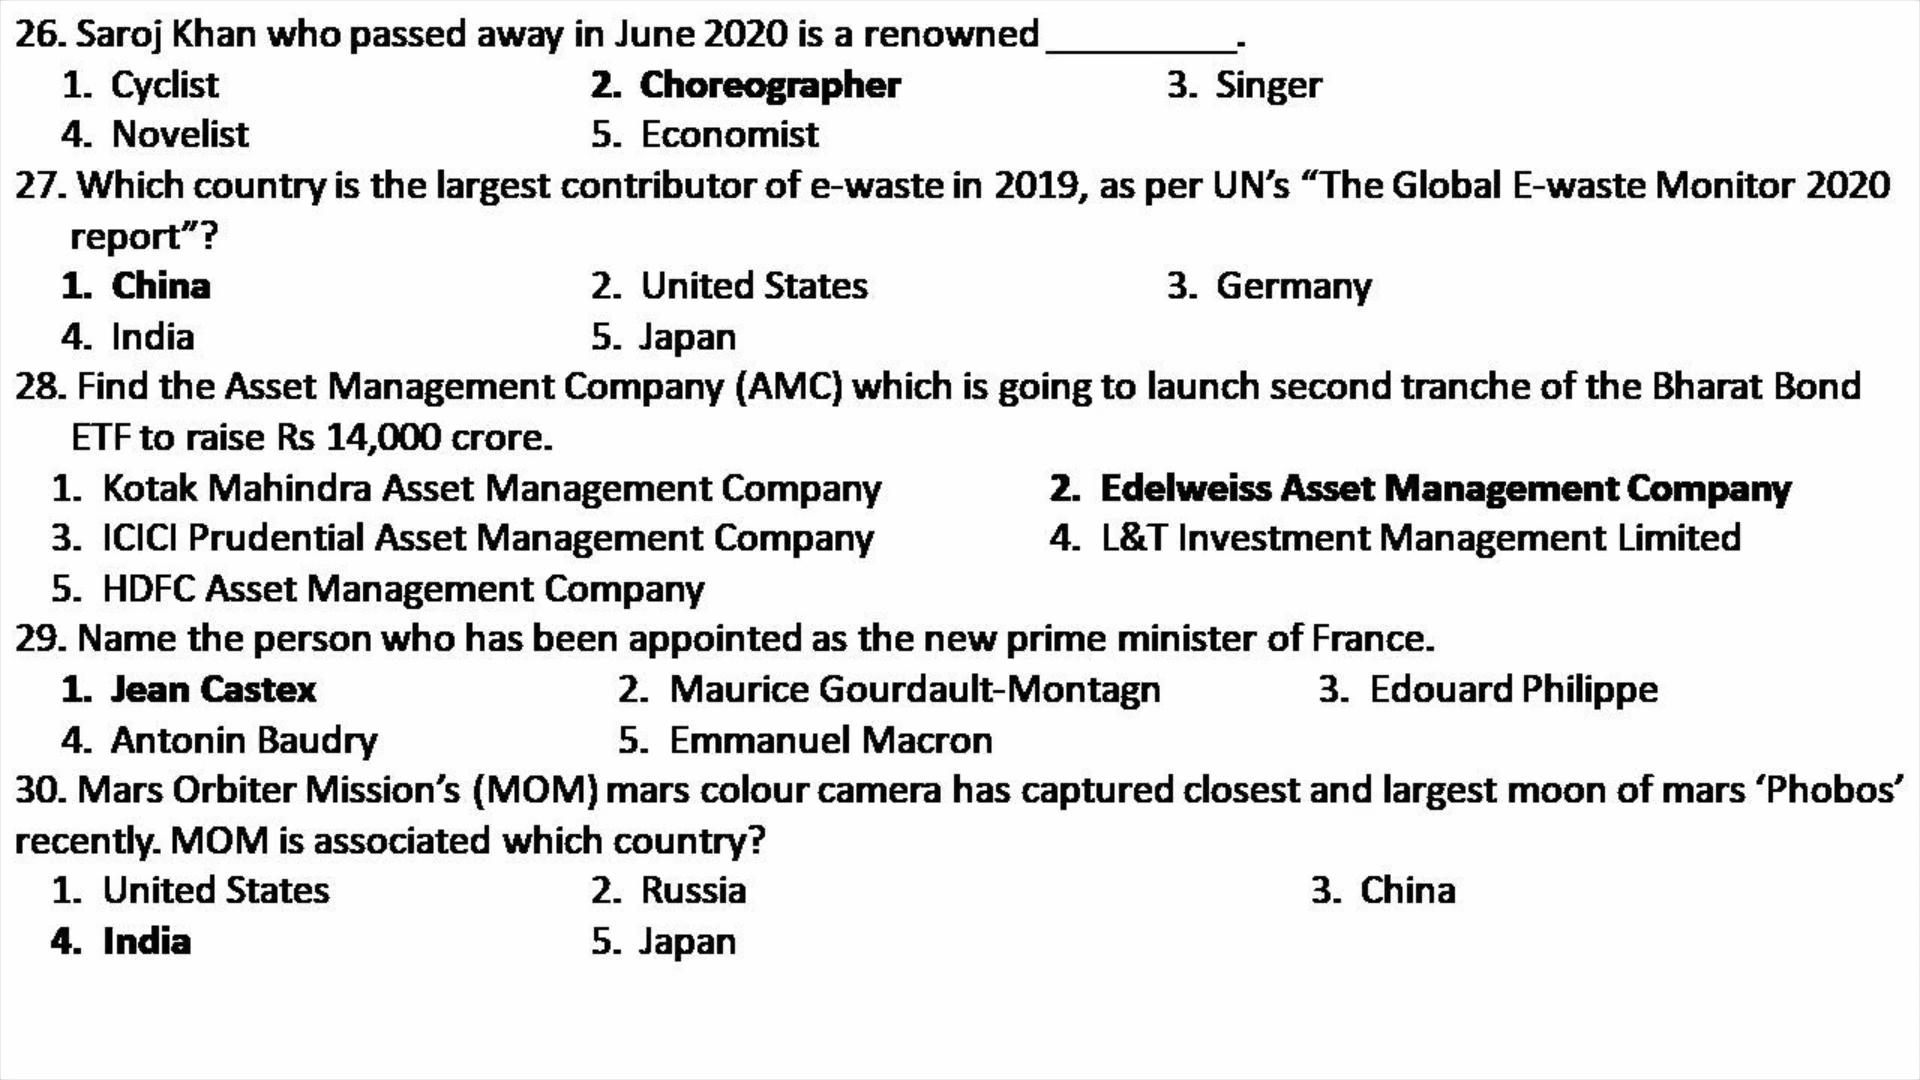 26. Saroj Khan who passed away in June 2020 is a renowned __________.
1. Cyclist 2. Choreographer 3. Singer
4. Novelist 5. Economist
27. Which country is the largest contributor of e-waste in 2019, as per UN’s “The Global E-waste Monitor 2020
report”?
1. China 2. United States 3. Germany
4. India 5. Japan
28. Find the Asset Management Company (AMC) which is going to launch second tranche of the Bharat Bond
ETF to raise Rs 14,000 crore.
1. Kotak Mahindra Asset Management Company 2. Edelweiss Asset Management Company
3. ICICI Prudential Asset Management Company 4. L&T Investment Management Limited
5. HDFC Asset Management Company
29. Name the person who has been appointed as the new prime minister of France.
1. Jean Castex 2. Maurice Gourdault-Montagn 3. Edouard Philippe
4. Antonin Baudry 5. Emmanuel Macron
30. Mars Orbiter Mission’s (MOM) mars colour camera has captured closest and largest moon of mars ‘Phobos’
recently. MOM is associated which country?
1. United States 2. Russia 3. China
4. India 5. Japan